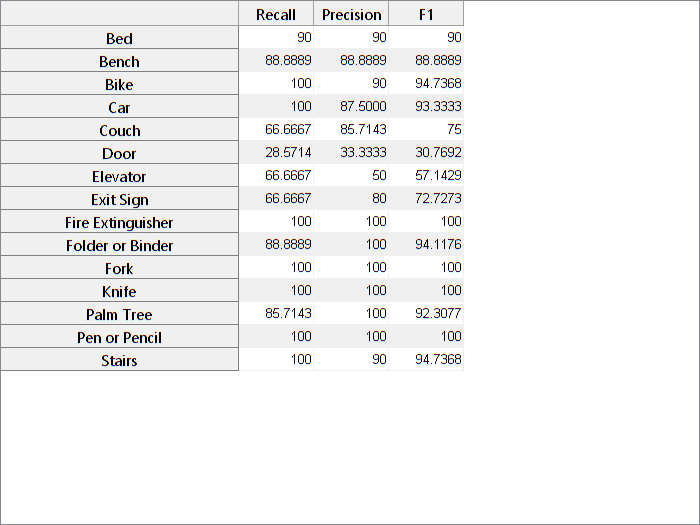 Recall Precision F1
Bed 90 90 90
Bench 88.8889 88.8889 88.8889
Bike 100 90 94.7368
Car 100 87.5000 93.3333
Couch 66.6667 85.7143 75
Door 28.5714 33.3333 30.7692
Elevator 66.6667 50 57.1429
Exit Sign 66.6667 80 72.7273
Fire Extinguisher 100 100 100
Folder or Binder 88.8889 100 94.1176
Fork 100 100 100
Knife 100 100 100
Palm Tree 85.7143 100 92.3077
Pen or Pencil 100 100 100
Stairs 100 90 94.7368